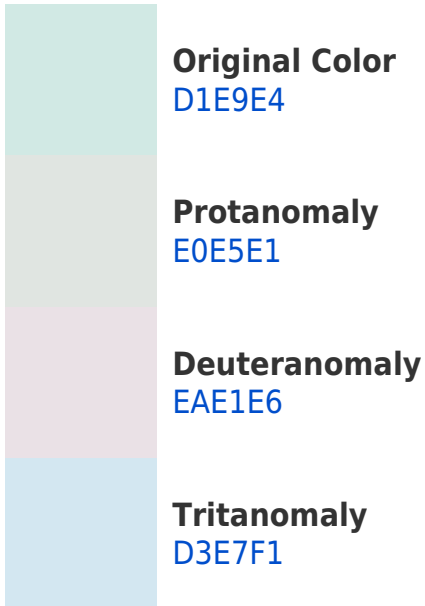 Original Color
D1E9E4
Protanomaly
E0E5E1
Deuteranomaly
EAE1E6
Tritanomaly
D3E7F1